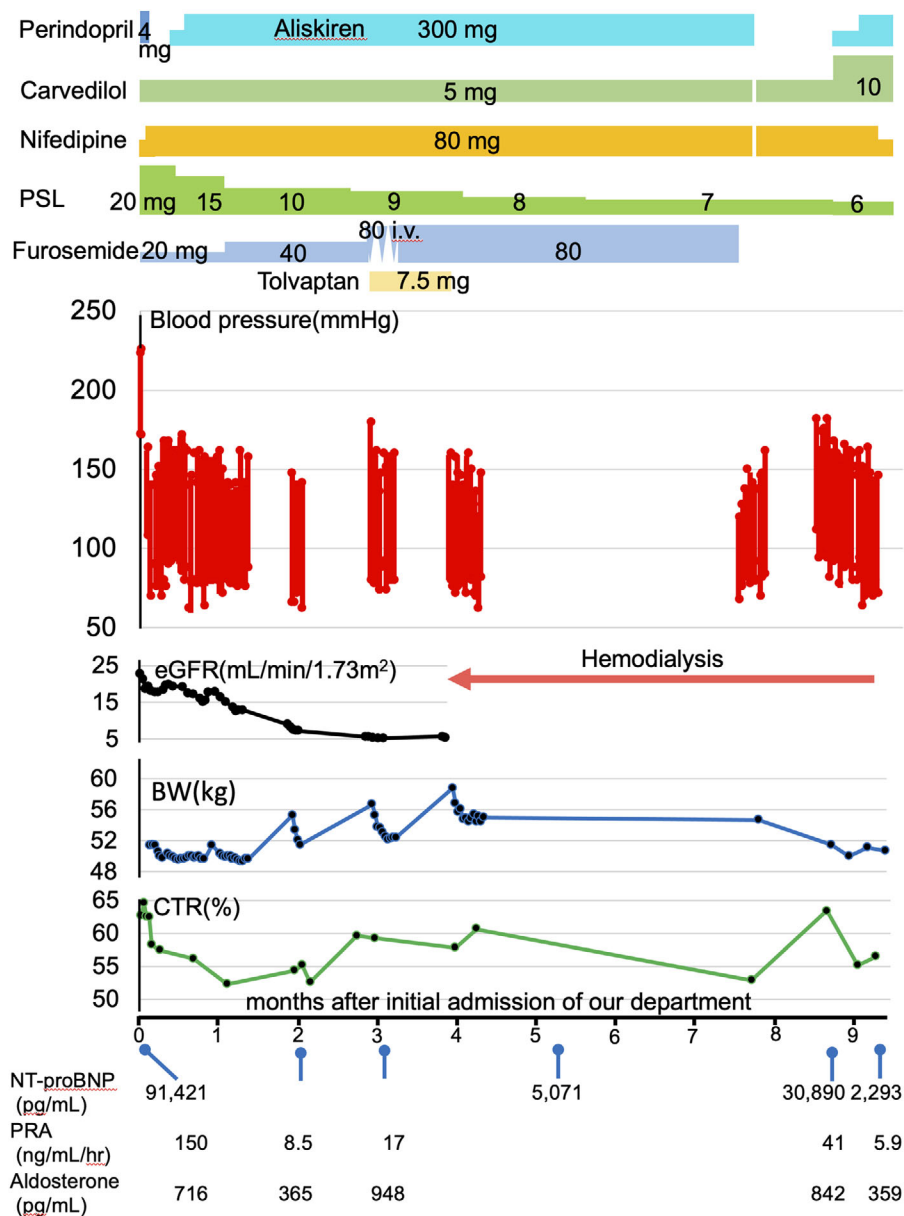 Perindopril 4 mg Aliskiren 300 mg
Carvedilol 5 mg 10
Nifedipine 80 mg
PSL 20 mg 15 10 9 8 7 6
Furosemide 20 mg 40 80 i.v. 80
Tolvaptan 7.5 mg
Blood pressure(mmHg)
250
200
150
100
50
eGFR(mL/min/1.73m²)
Hemodialysis
25
15
5
BW(kg)
60
56
52
48
CTR(%)
65
60
55
50
months after initial admission of our department
0 1 2 3 4 5 6 7 8 9
NT-proBNP
(pg/mL)
91,421 5,071 30,890 2,293
PRA
(ng/mL/hr)
150 8.5 17 41 5.9
Aldosterone
(pg/mL)
716 365 948 842 359